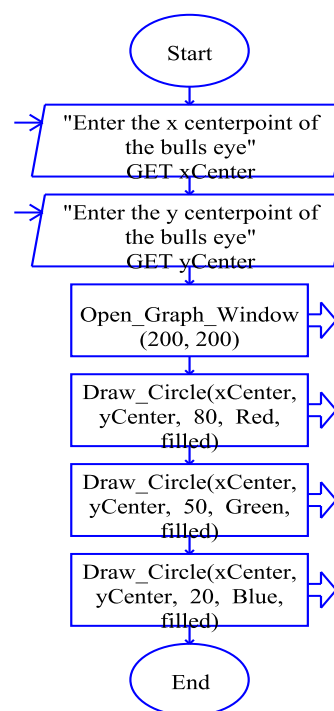 Start
"Enter the x centerpoint of
the bulls eye"
GET xCenter
"Enter the y centerpoint of
the bulls eye"
GET yCenter
Open_Graph_Window
(200, 200)
Draw_Circle(xCenter,
yCenter, 80, Red,
filled)
Draw_Circle(xCenter,
yCenter, 50, Green,
filled)
Draw_Circle(xCenter,
yCenter, 20, Blue,
filled)
End